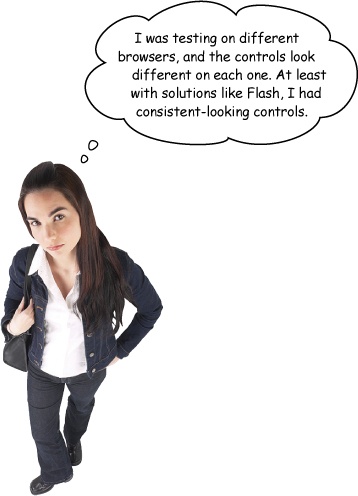 I was testing on different
browsers, and the controls look
different on each one. At least
with solutions like Flash, I had
consistent-looking controls.